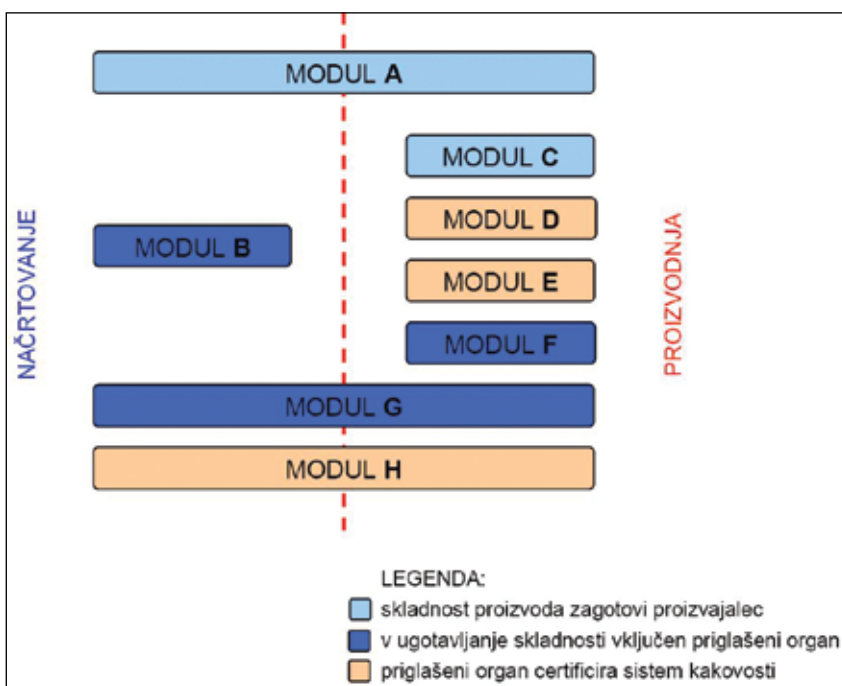 MODUL A
MODUL C
MODUL D
NAČRTOVANJE
MODUL B
PROIZVODNJA
MODUL E
MODUL F
MODUL G
MODUL H
LEGENDA:
skladnost proizvoda zagotovi proizvajalec
v ugotavljanje skladnosti vključen priglašeni organ
priglašeni organ certificira sistem kakovosti